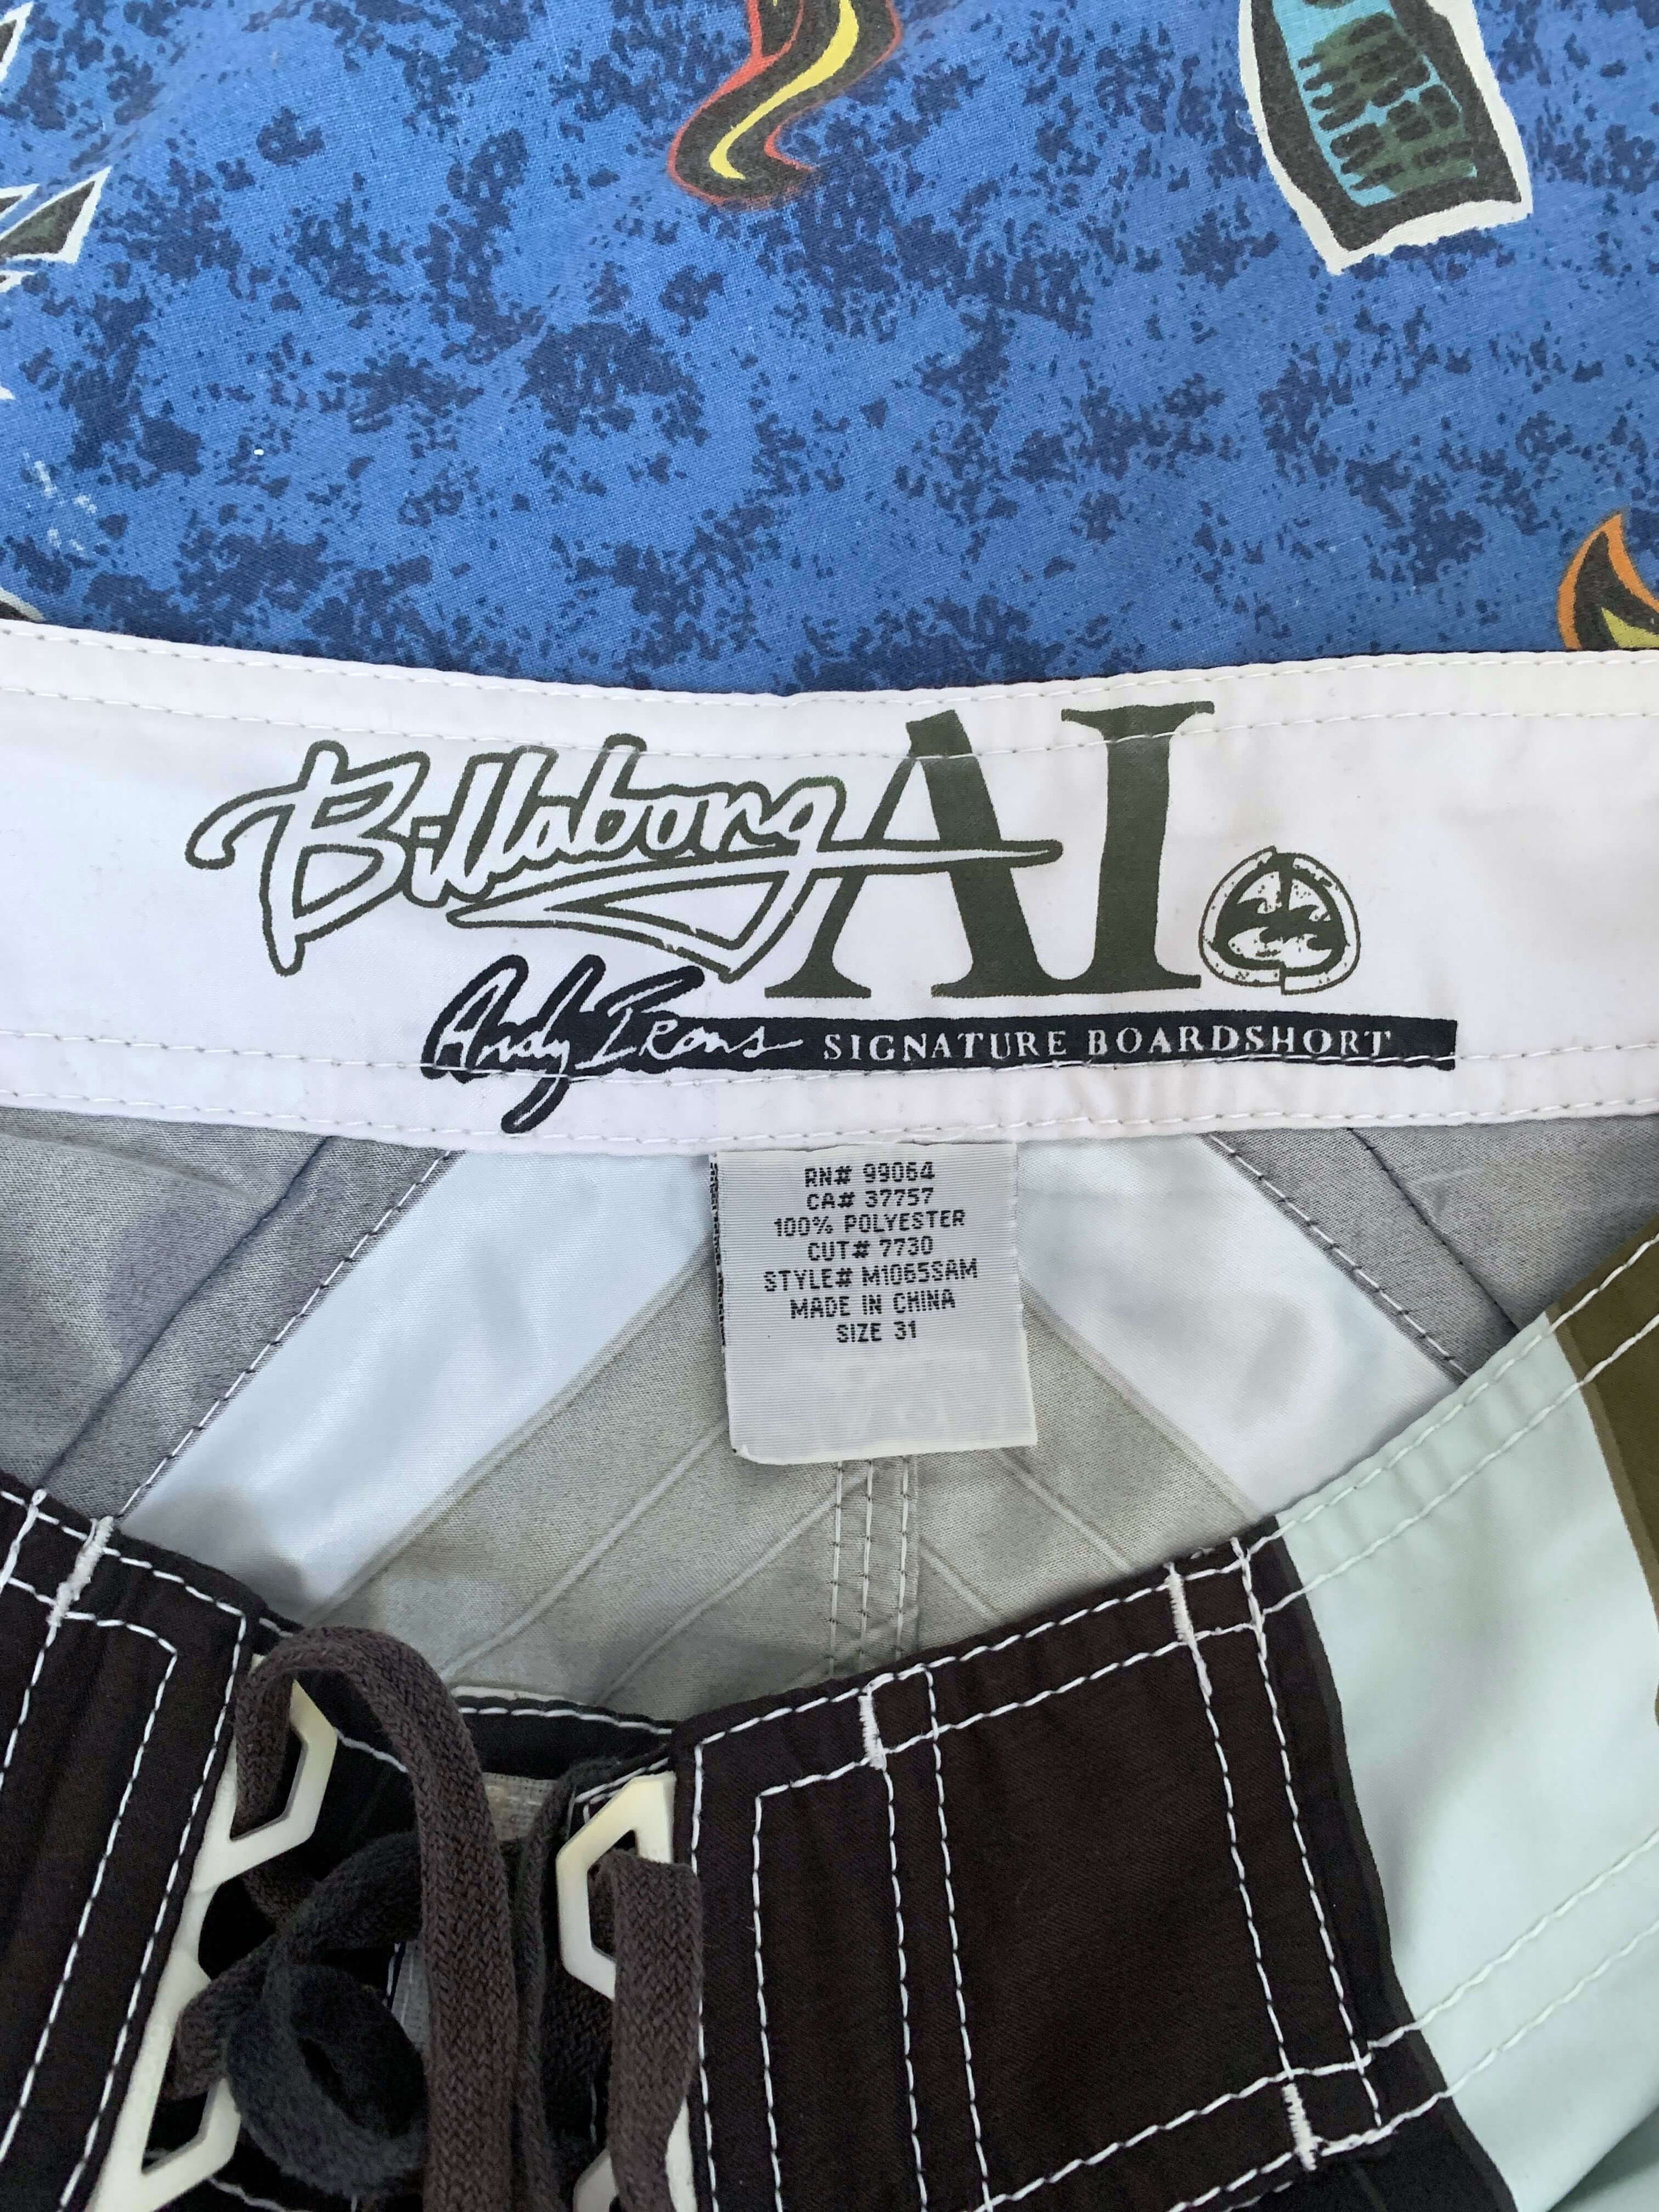 Billabong AI
Andy Irons SIGNATURE BOARDSHORT
RN# 99064
CA# 37757
100% POLYESTER
CUT# 7730
STYLE# M1065SAM
MADE IN CHINA
SIZE 31